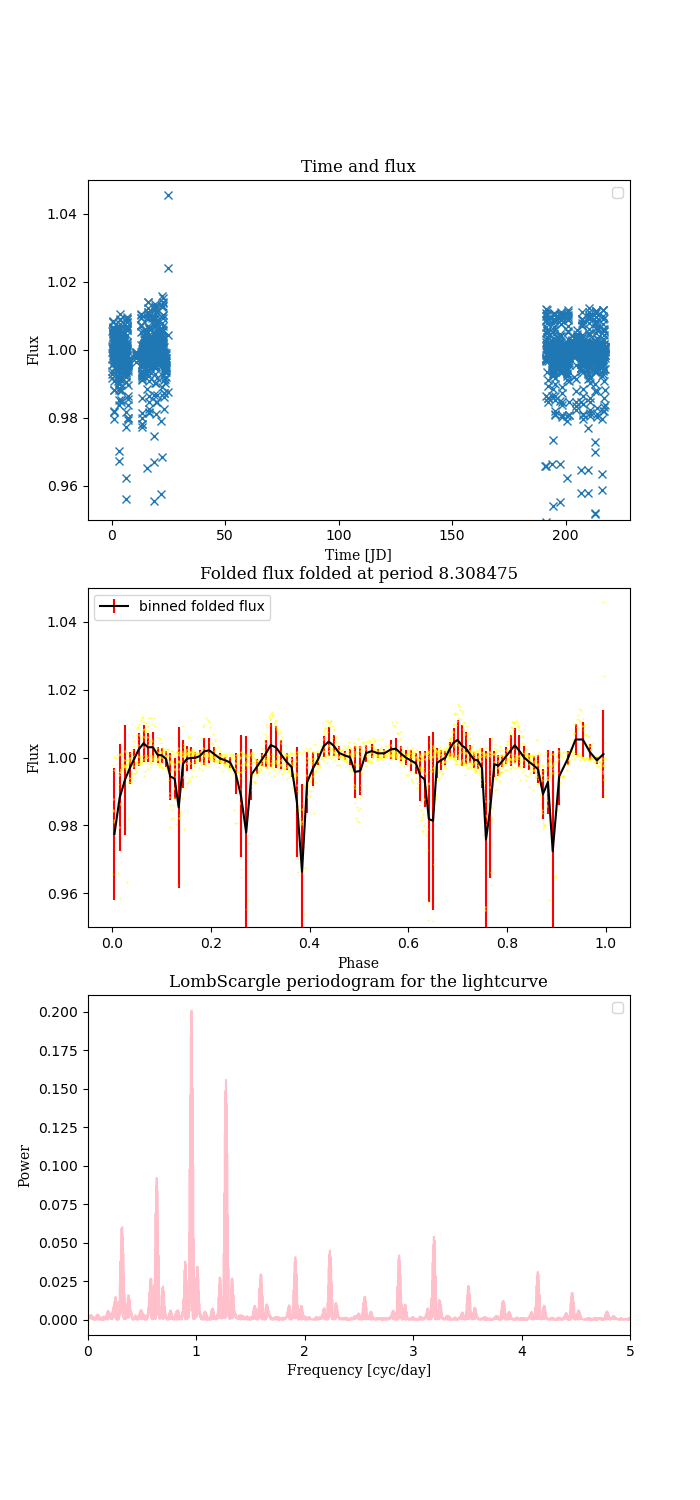 Time and flux
1.04
1.02
1.00
0.98
0.96
Flux
0 50 100 150 200
Time [JD]
Folded flux folded at period 8.308475
binned folded flux
1.04
1.02
1.00
0.98
0.96
Flux
0.0 0.2 0.4 0.6 0.8 1.0
Phase
LombScargle periodogram for the lightcurve
0.200
0.175
0.150
0.125
0.100
0.075
0.050
0.025
0.000
Power
0 1 2 3 4 5
Frequency [cyc/day]